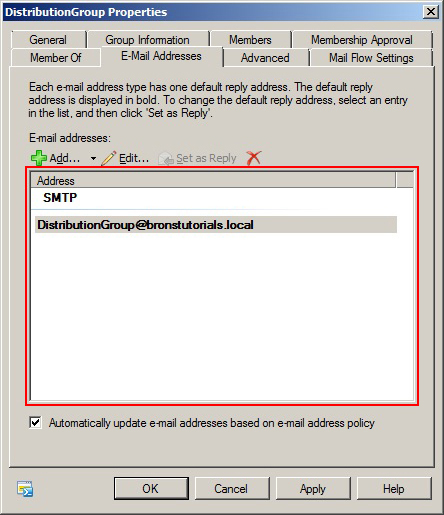 DistributionGroup Properties
General
Group Information
Members
Membership Approval
Member Of
E-Mail Addresses
Advanced
Mail Flow Settings
Each e-mail address type has one default reply address. The default reply
address is displayed in bold. To change the default reply address, select an entry
in the list, and then click 'Set as Reply'.
E-mail addresses:
Add...
Edit...
Set as Reply
Address
SMTP
DistributionGroup@bronstutorials.local
Automatically update e-mail addresses based on e-mail address policy
OK
Cancel
Apply
Help